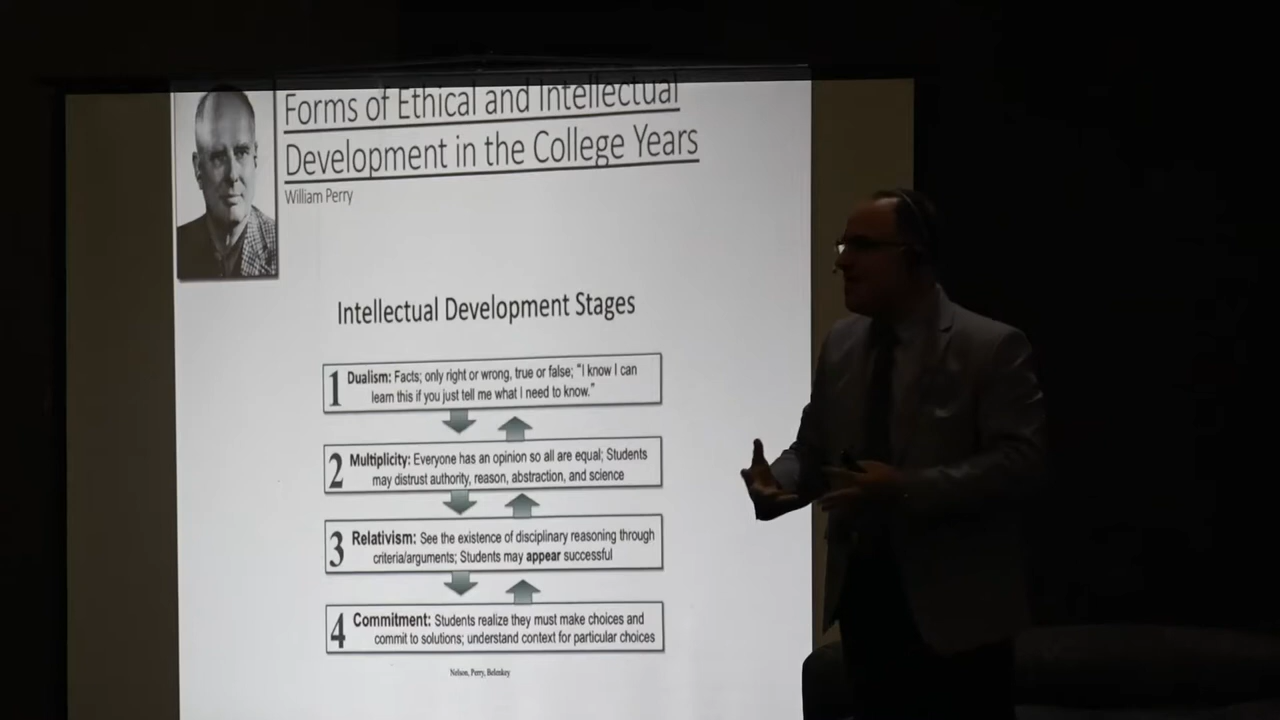 Forms of Ethical and Intellectual
Development in the College Years
William Perry
Intellectual Development Stages
1 Dualism: Facts; only right or wrong, true or false; "I know I can
learn this if you just tell me what I need to know."
2 Multiplicity: Everyone has an opinion so all are equal; Students
may distrust authority, reason, abstraction, and science
3 Relativism: See the existence of disciplinary reasoning through
criteria/arguments; Students may appear successful
4 Commitment: Students realize they must make choices and
commit to solutions; understand context for particular choices
Nelson, Perry, Belenkey